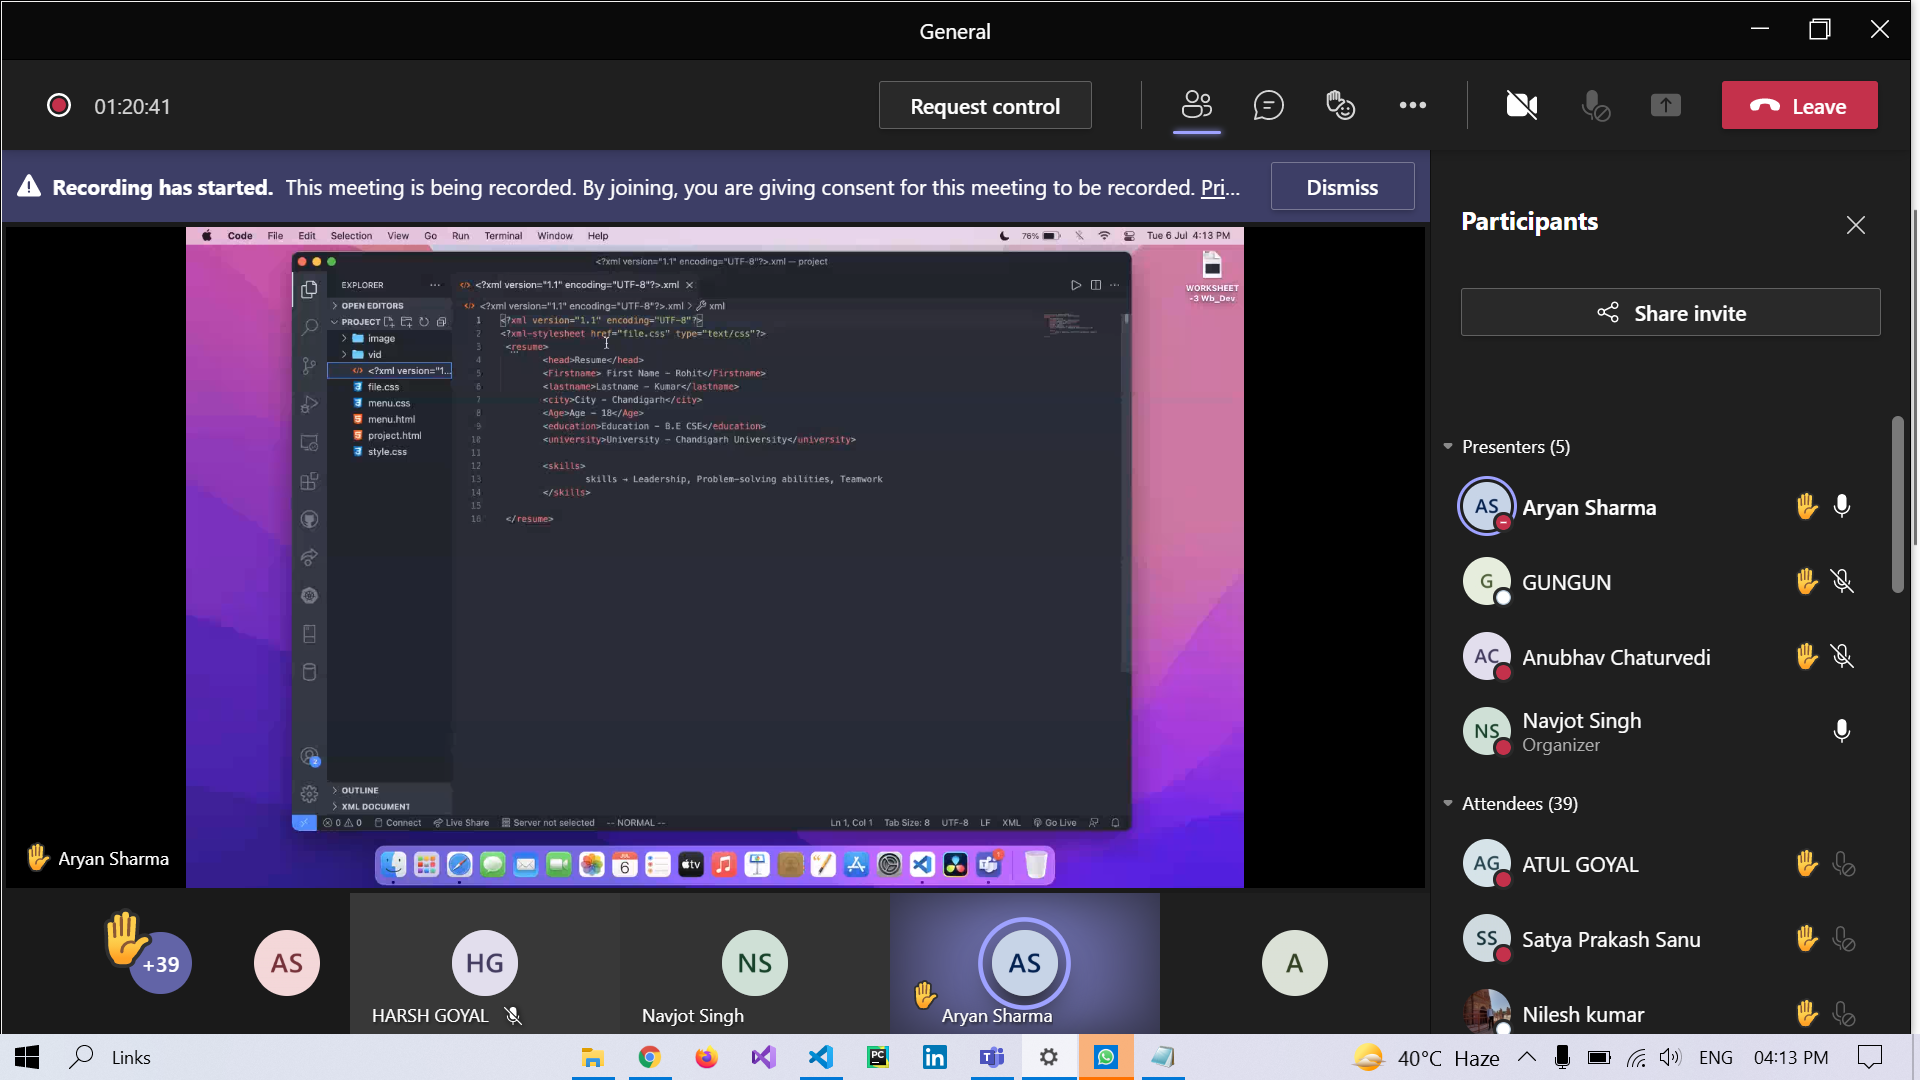 General
01:20:41
Request control
Leave
Recording has started. This meeting is being recorded. By joining, you are giving consent for this meeting to be recorded. Pri...
Dismiss
Participants
Share invite
Presenters (5)
AS Aryan Sharma
G GUNGUN
AC Anubhav Chaturvedi
NS Navjot Singh
Organizer
Attendees (39)
AG ATUL GOYAL
SS Satya Prakash Sanu
Nilesh kumar
Code File Edit Selection View Go Run Terminal Window Help
76% Tue 6 Jul 4:13 PM
<?xml version="1.1" encoding="UTF-8"?>.xml — project
WORKSHEET
-3 Wb_Dev
EXPLORER
OPEN EDITORS
PROJECT
image
vid
<?xml version="1...
file.css
menu.css
menu.html
project.html
style.css
OUTLINE
XML DOCUMENT
<?xml version="1.1" encoding="UTF-8"?>.xml
<?xml version="1.1" encoding="UTF-8"?>.xml > xml
1 <?xml version="1.1" encoding="UTF-8"?>
2 <?xml-stylesheet href="file.css" type="text/css"?>
3 <resume>
4 <head>Resume</head>
5 <Firstname> First Name - Rohit</Firstname>
6 <lastname>Lastname - Kumar</lastname>
7 <city>City - Chandigarh</city>
8 <Age>Age - 18</Age>
9 <education>Education - B.E CSE</education>
10 <university>University - Chandigarh University</university>
11
12 <skills>
13 skills → Leadership, Problem-solving abilities, Teamwork
14 </skills>
15
16 </resume>
2
0 0 Connect Live Share Server not selected -- NORMAL -- Ln 1, Col 1 Tab Size: 8 UTF-8 LF XML Go Live
JUL
6
tv
1
Aryan Sharma
+39
AS
HG
HARSH GOYAL
NS
Navjot Singh
AS
Aryan Sharma
A
Links
PC
in
40°C Haze
ENG
04:13 PM